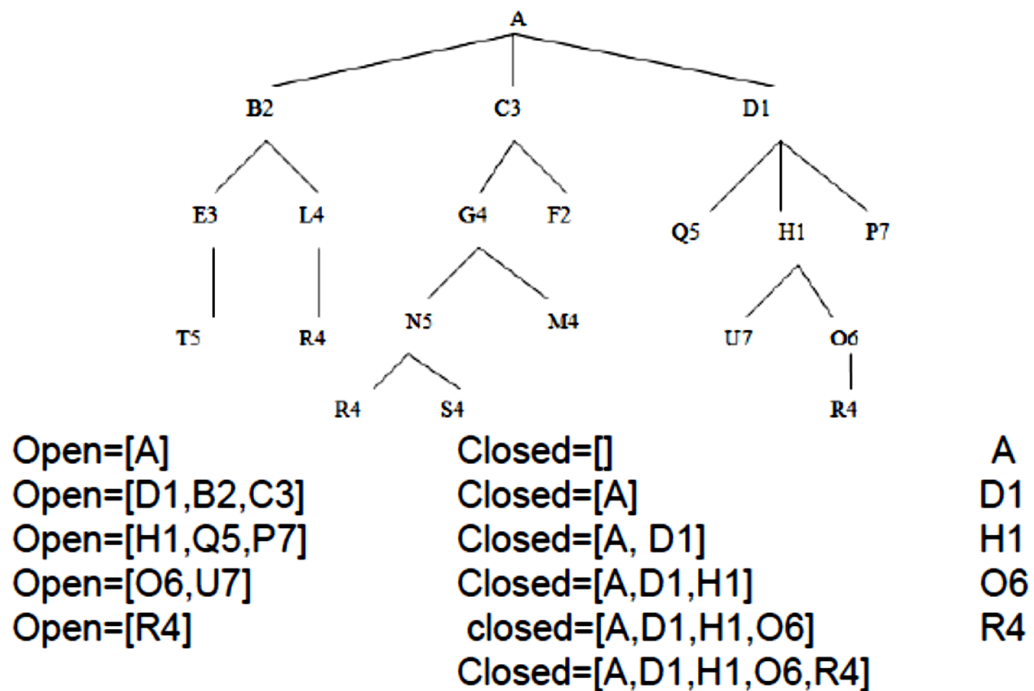 A
B2 C3 D1
E3 L4 G4 F2 Q5 H1 P7
T5 R4 N5 M4 U7 O6
R4 S4 R4
Open=[A] Closed=[] A
Open=[D1,B2,C3] Closed=[A] D1
Open=[H1,Q5,P7] Closed=[A, D1] H1
Open=[O6,U7] Closed=[A,D1,H1] O6
Open=[R4] closed=[A,D1,H1,O6] R4
Closed=[A,D1,H1,O6,R4]